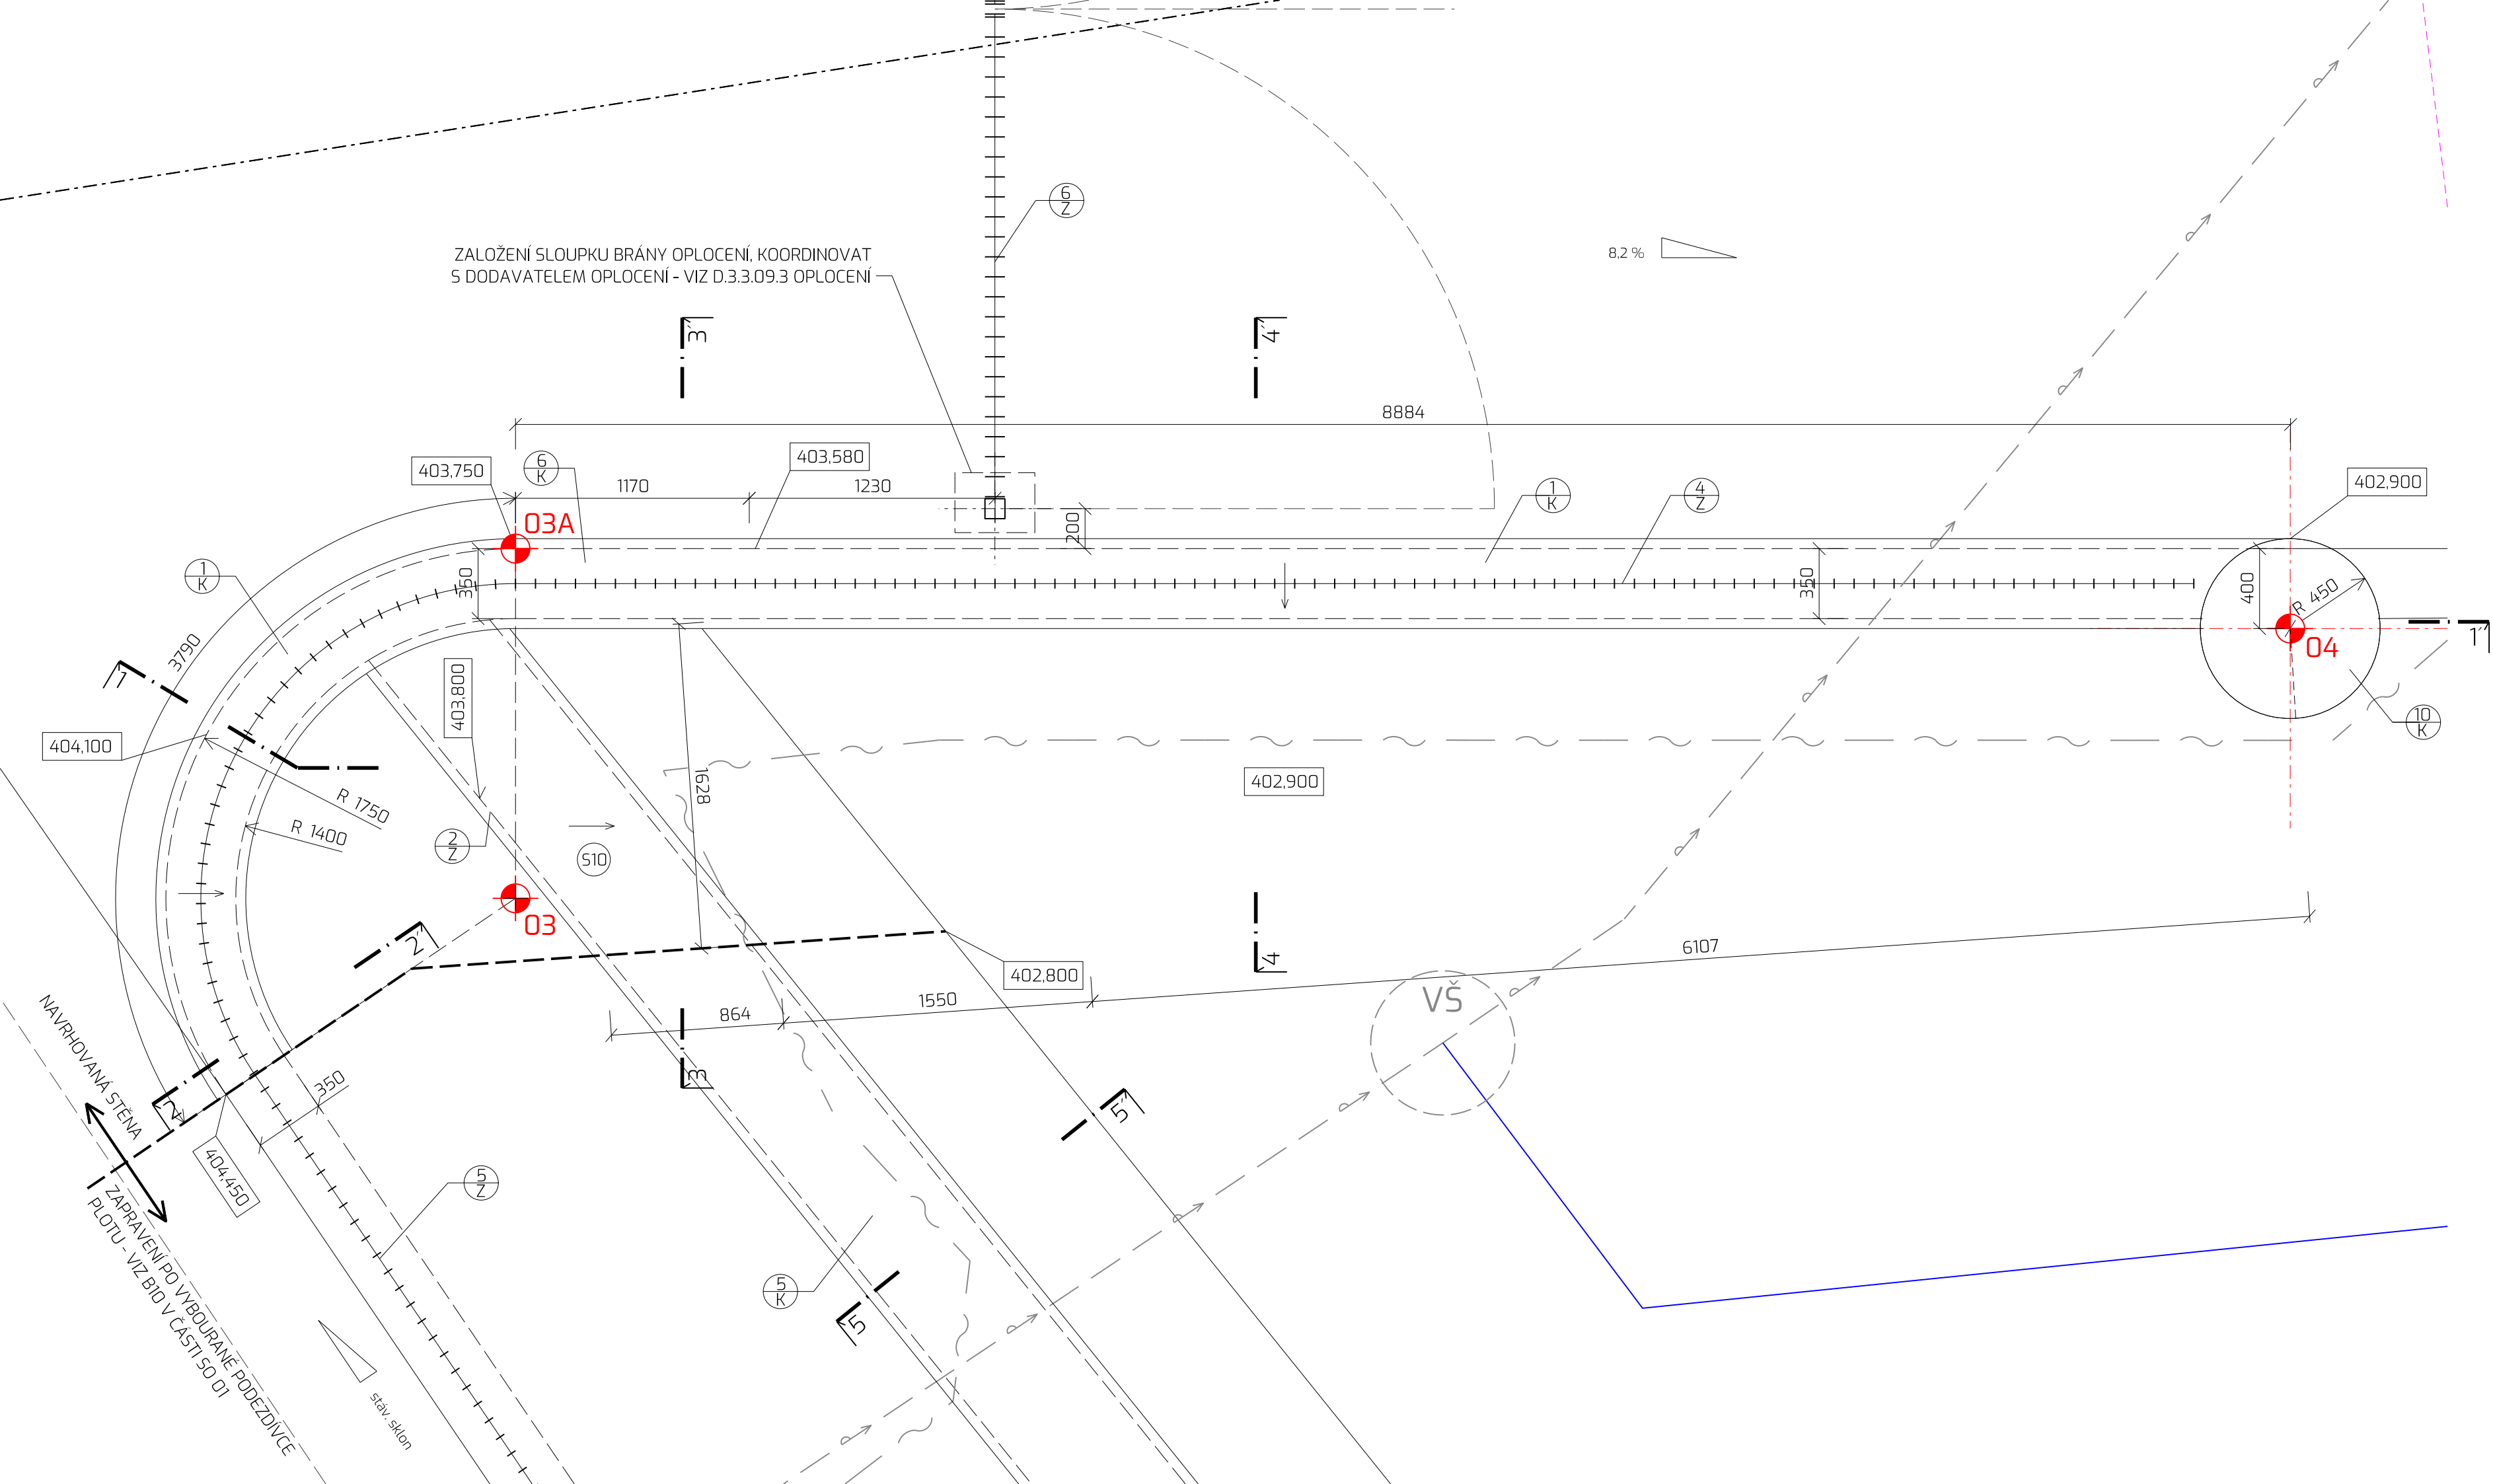 6
Z
ZALOŽENÍ SLOUPKU BRÁNY OPLOCENÍ, KOORDINOVAT
S DODAVATELEM OPLOCENÍ - VIZ D.3.3.09.3 OPLOCENÍ
8,2 %
3'
4'
8884
403,750
6
K
403,580
1170
1230
1
K
4
Z
402,900
03A
200
1
K
350
350
400
R 450
04
1'
3790
1
403,800
404,100
10
K
1628
402,900
R 1750
R 1400
2
Z
S10
03
2'
4
6107
402,800
VŠ
1550
864
NAVRHOVANÁ STĚNA
3
350
2
5'
404,450
5
Z
ZAPRAVENÍ PO VYBOURANÉ PODEZDÍVCE
PLOTU - VIZ B10 V ČÁSTI SO 01
5
K
5
stáv. sklon